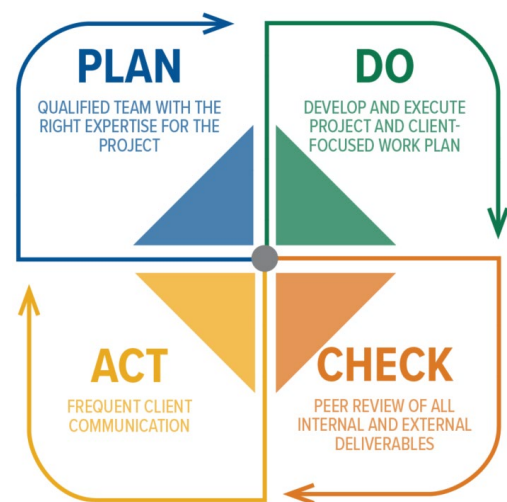 PLAN
QUALIFIED TEAM WITH THE
RIGHT EXPERTISE FOR THE
PROJECT
DO
DEVELOP AND EXECUTE
PROJECT AND CLIENT-
FOCUSED WORK PLAN
ACT
FREQUENT CLIENT
COMMUNICATION
CHECK
PEER REVIEW OF ALL
INTERNAL AND EXTERNAL
DELIVERABLES